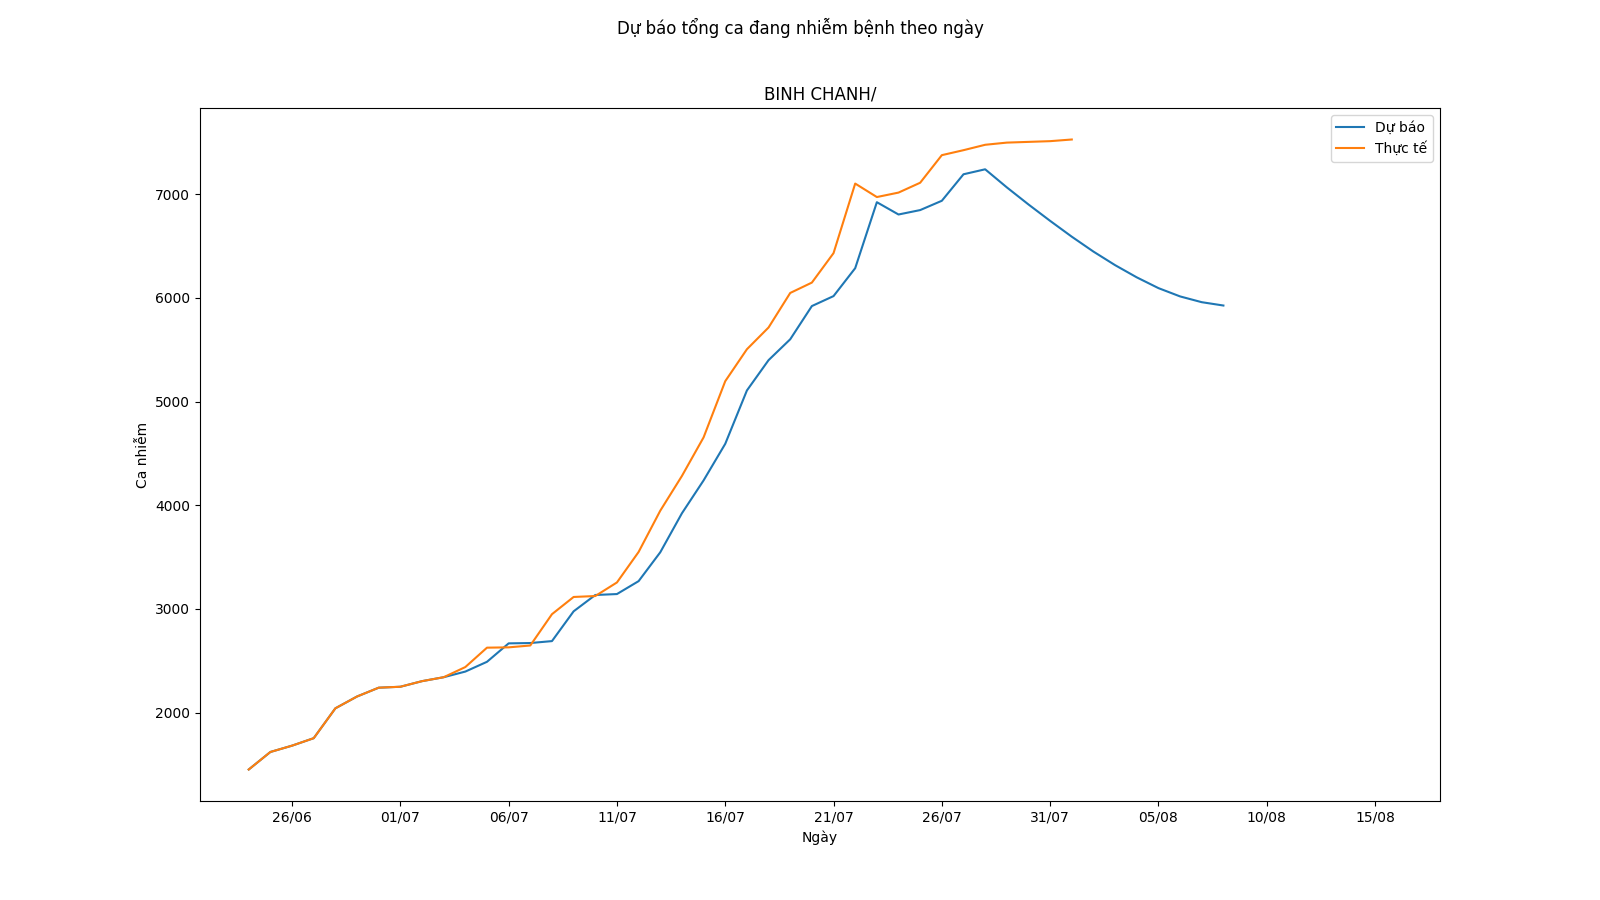 Dự báo tổng ca đang nhiễm bệnh theo ngày
BINH CHANH/
Dự báo
Thực tế
7000
6000
5000
4000
3000
2000
Ca nhiễm
26/06 01/07 06/07 11/07 16/07 21/07 26/07 31/07 05/08 10/08 15/08
Ngày